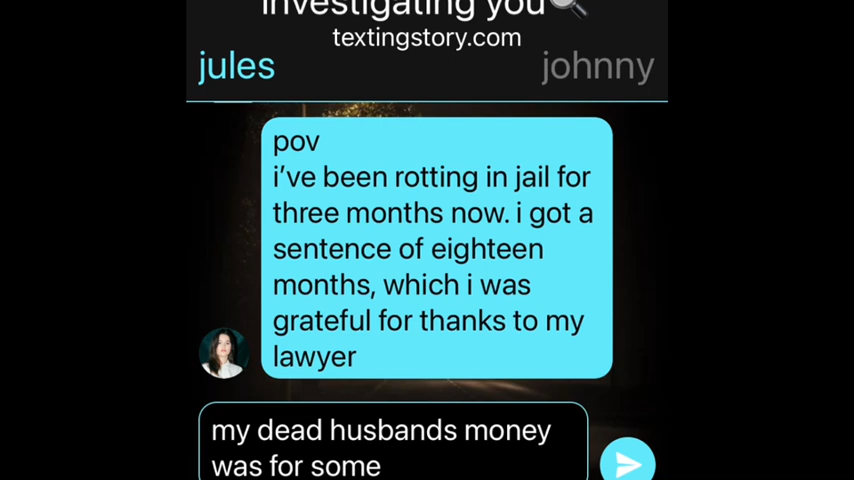 investigating you🔍
textingstory.com
jules
johnny
pov
i've been rotting in jail for
three months now. i got a
sentence of eighteen
months, which i was
grateful for thanks to my
lawyer
my dead husbands money
was for some